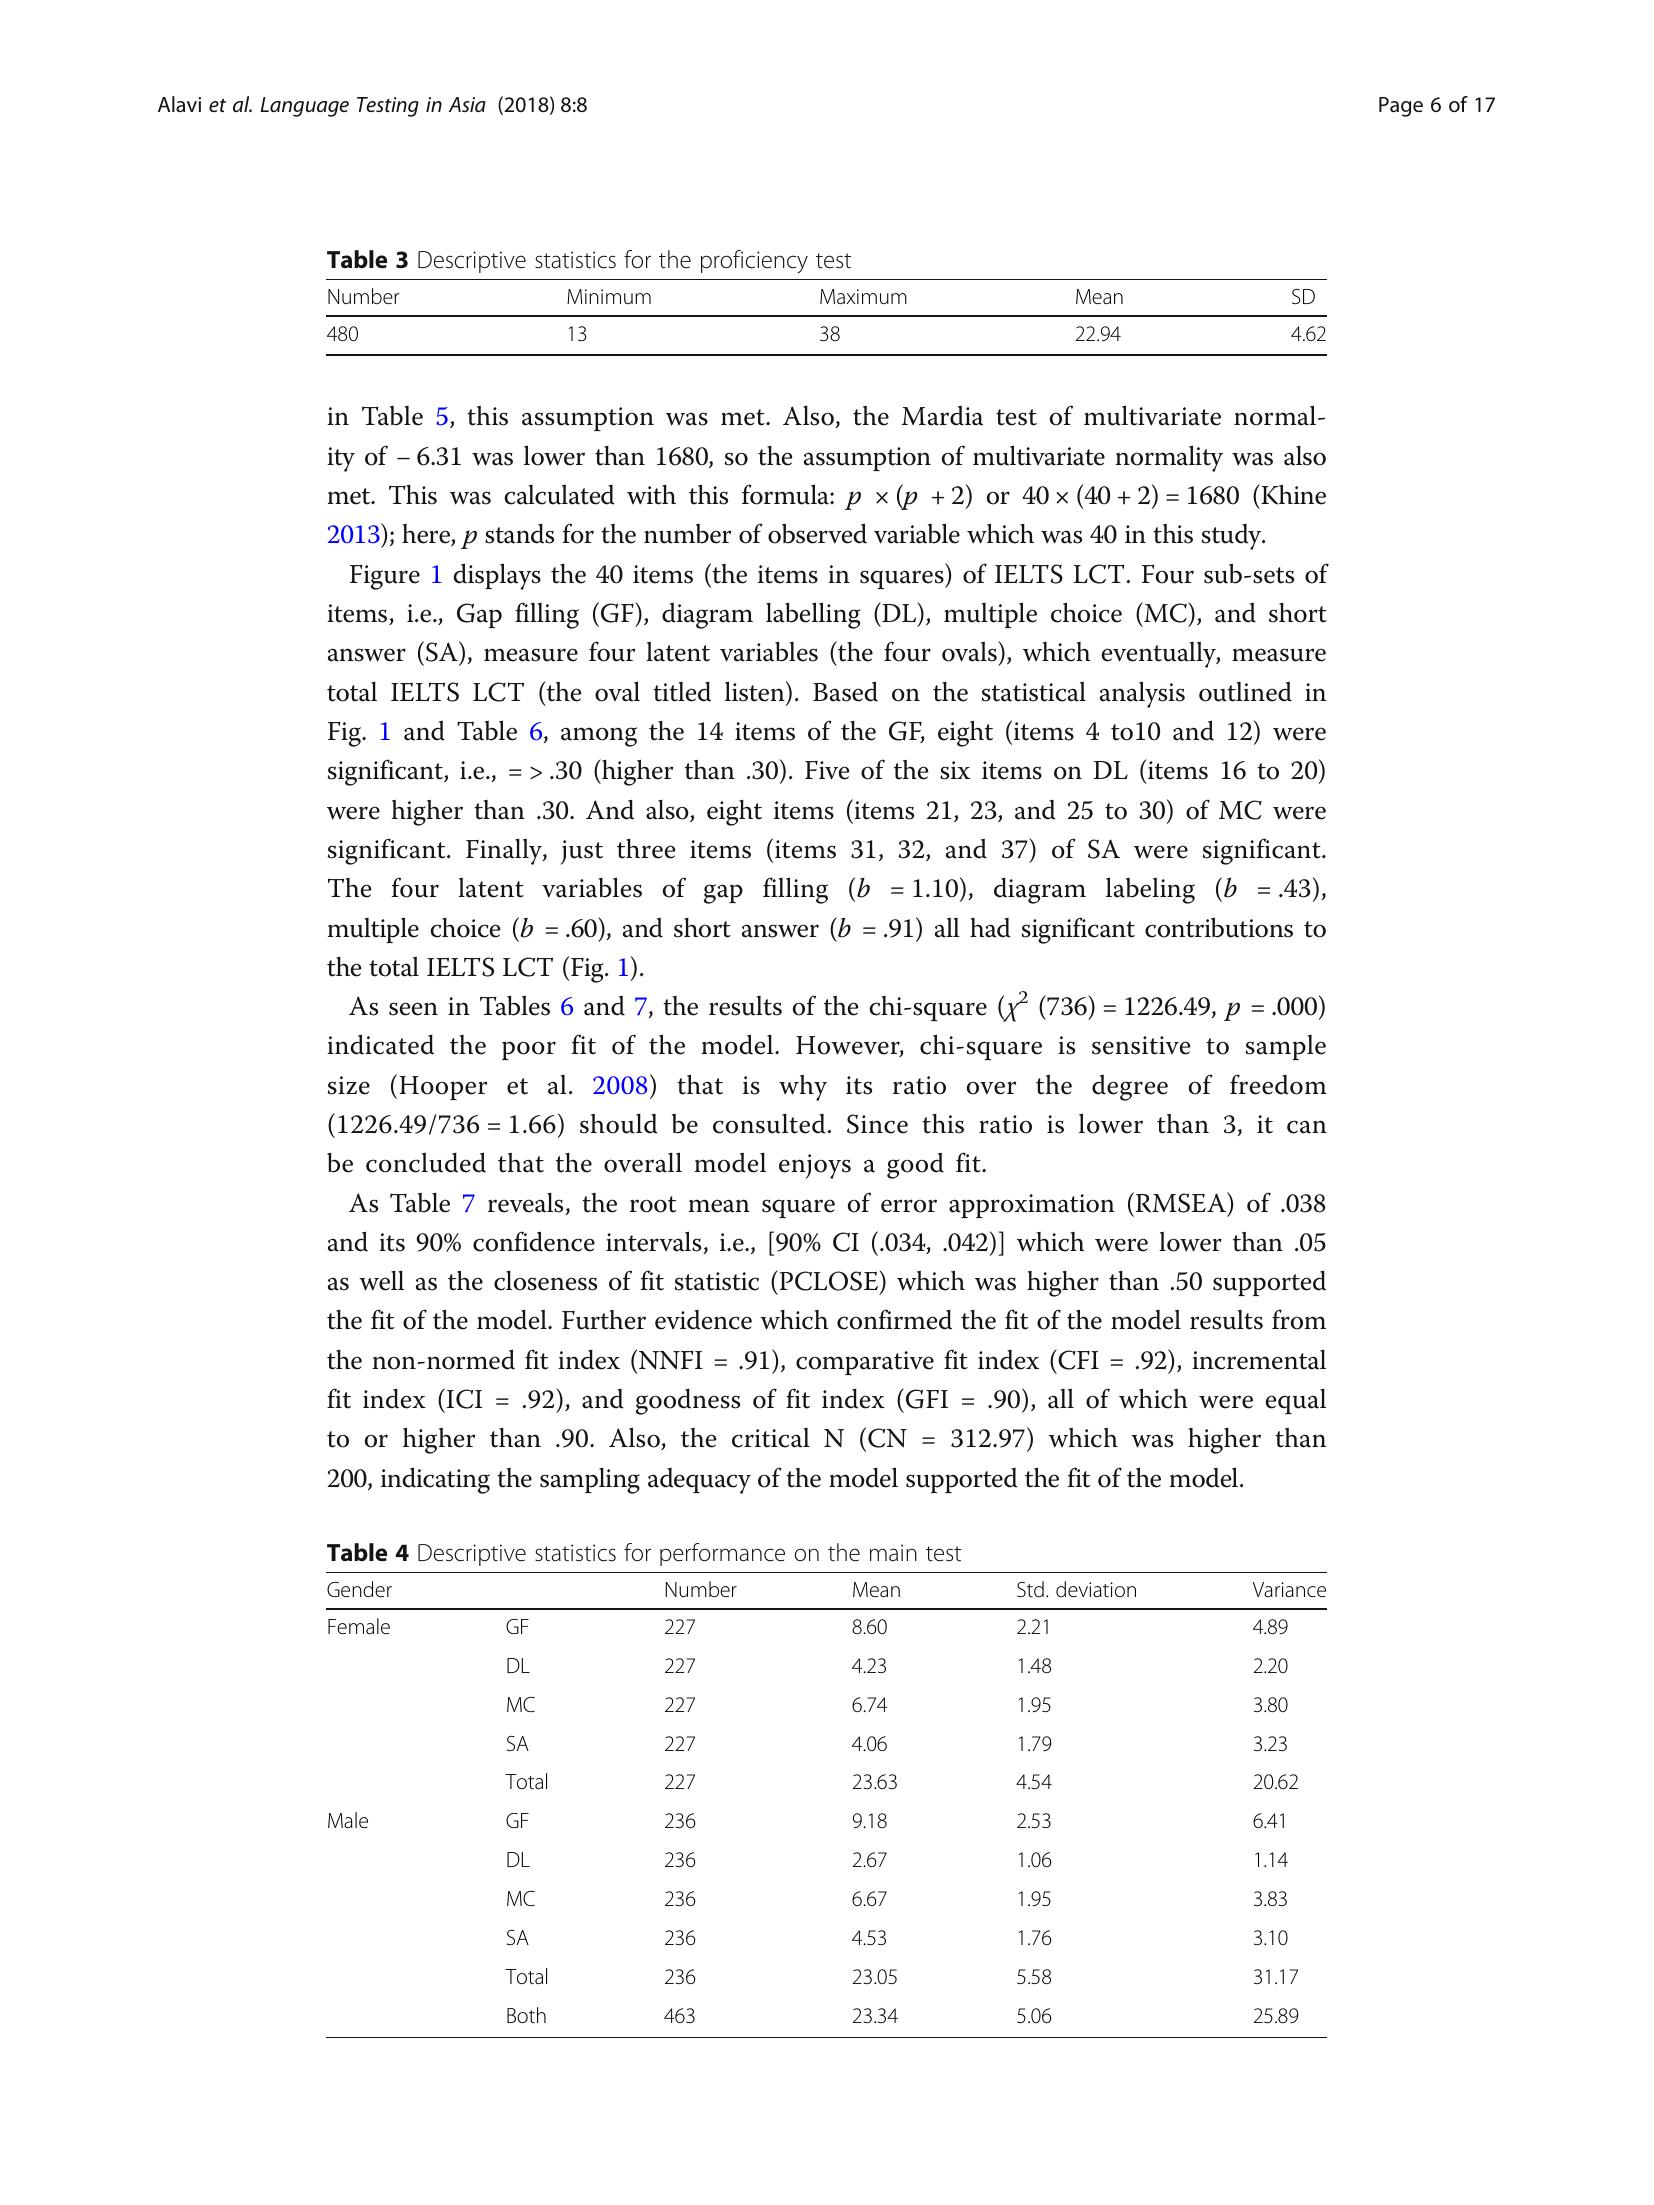 Alavi et al. Language Testing in Asia (2018) 8:8 Page 6 of 17
Table 3 Descriptive statistics for the proficiency test
Number Minimum Maximum Mean SD
480 13 38 22.94 4.62
in Table 5, this assumption was met. Also, the Mardia test of multivariate normal-
ity of – 6.31 was lower than 1680, so the assumption of multivariate normality was also
met. This was calculated with this formula: p × (p + 2) or 40 × (40 + 2) = 1680 (Khine
2013); here, p stands for the number of observed variable which was 40 in this study.
Figure 1 displays the 40 items (the items in squares) of IELTS LCT. Four sub-sets of
items, i.e., Gap filling (GF), diagram labelling (DL), multiple choice (MC), and short
answer (SA), measure four latent variables (the four ovals), which eventually, measure
total IELTS LCT (the oval titled listen). Based on the statistical analysis outlined in
Fig. 1 and Table 6, among the 14 items of the GF, eight (items 4 to10 and 12) were
significant, i.e., = > .30 (higher than .30). Five of the six items on DL (items 16 to 20)
were higher than .30. And also, eight items (items 21, 23, and 25 to 30) of MC were
significant. Finally, just three items (items 31, 32, and 37) of SA were significant.
The four latent variables of gap filling (b = 1.10), diagram labeling (b = .43),
multiple choice (b = .60), and short answer (b = .91) all had significant contributions to
the total IELTS LCT (Fig. 1).
As seen in Tables 6 and 7, the results of the chi-square (χ² (736) = 1226.49, p = .000)
indicated the poor fit of the model. However, chi-square is sensitive to sample
size (Hooper et al. 2008) that is why its ratio over the degree of freedom
(1226.49/736 = 1.66) should be consulted. Since this ratio is lower than 3, it can
be concluded that the overall model enjoys a good fit.
As Table 7 reveals, the root mean square of error approximation (RMSEA) of .038
and its 90% confidence intervals, i.e., [90% CI (.034, .042)] which were lower than .05
as well as the closeness of fit statistic (PCLOSE) which was higher than .50 supported
the fit of the model. Further evidence which confirmed the fit of the model results from
the non-normed fit index (NNFI = .91), comparative fit index (CFI = .92), incremental
fit index (ICI = .92), and goodness of fit index (GFI = .90), all of which were equal
to or higher than .90. Also, the critical N (CN = 312.97) which was higher than
200, indicating the sampling adequacy of the model supported the fit of the model.
Table 4 Descriptive statistics for performance on the main test
Gender Number Mean Std. deviation Variance
Female GF 227 8.60 2.21 4.89
DL 227 4.23 1.48 2.20
MC 227 6.74 1.95 3.80
SA 227 4.06 1.79 3.23
Total 227 23.63 4.54 20.62
Male GF 236 9.18 2.53 6.41
DL 236 2.67 1.06 1.14
MC 236 6.67 1.95 3.83
SA 236 4.53 1.76 3.10
Total 236 23.05 5.58 31.17
Both 463 23.34 5.06 25.89